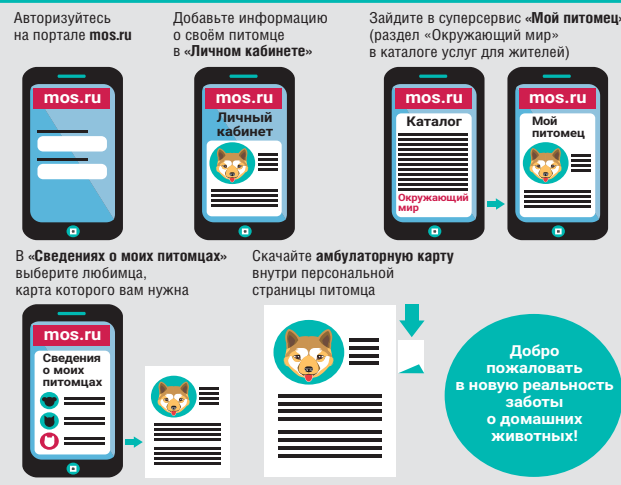 Авторизуйтесь
на портале mos.ru
Добавьте информацию
о своём питомце
в «Личном кабинете»
Зайдите в суперсервис «Мой питомец»
(раздел «Окружающий мир»
в каталоге услуг для жителей)
mos.ru
mos.ru
Личный
кабинет
mos.ru
Каталог
Окружающий
мир
mos.ru
Мой
питомец
В «Сведениях о моих питомцах»
выберите любимца,
карта которого вам нужна
Скачайте амбулаторную карту
внутри персональной
страницы питомца
mos.ru
Сведения
о моих
питомцах
Добро
пожаловать
в новую реальность
заботы
о домашних
животных!